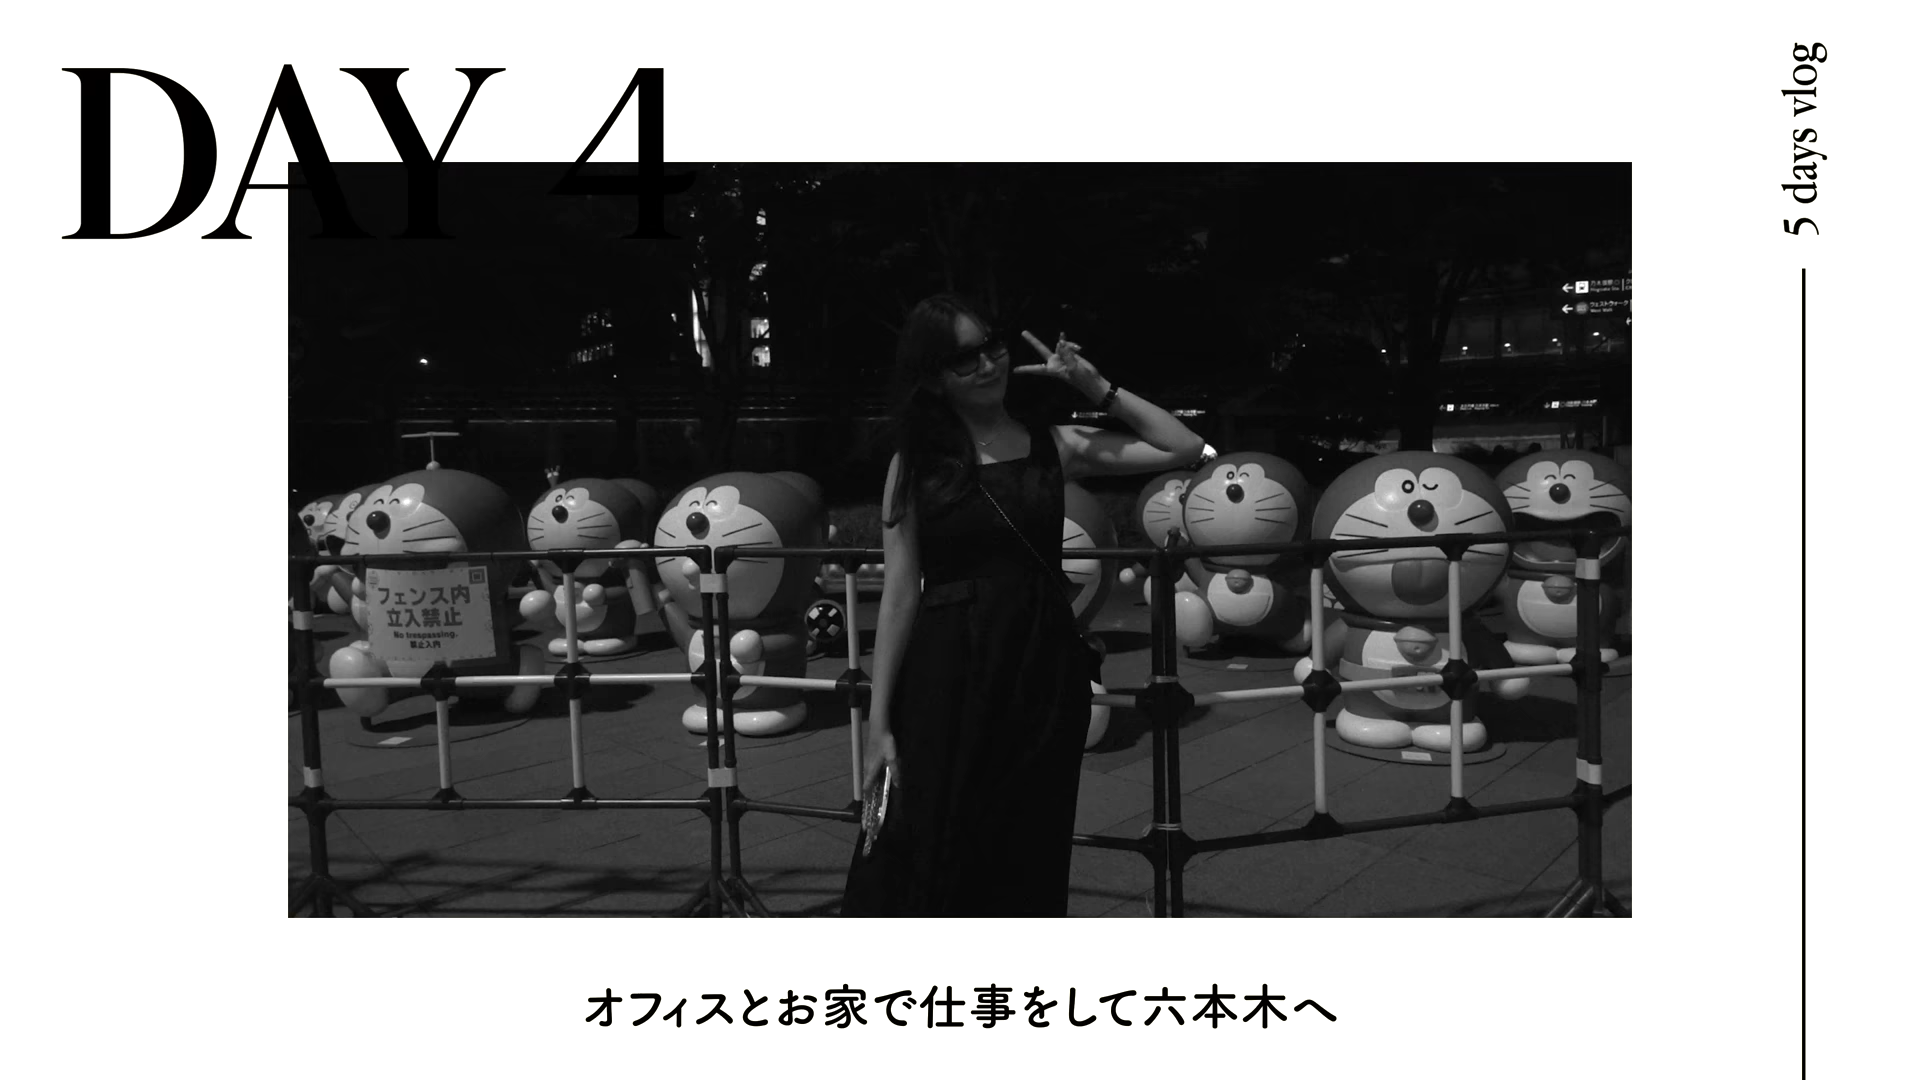 DAY 4
5 days vlog
フェンス内
立入禁止
No trespassing.
禁止入内
オフィスとお家で仕事をして六本木へ